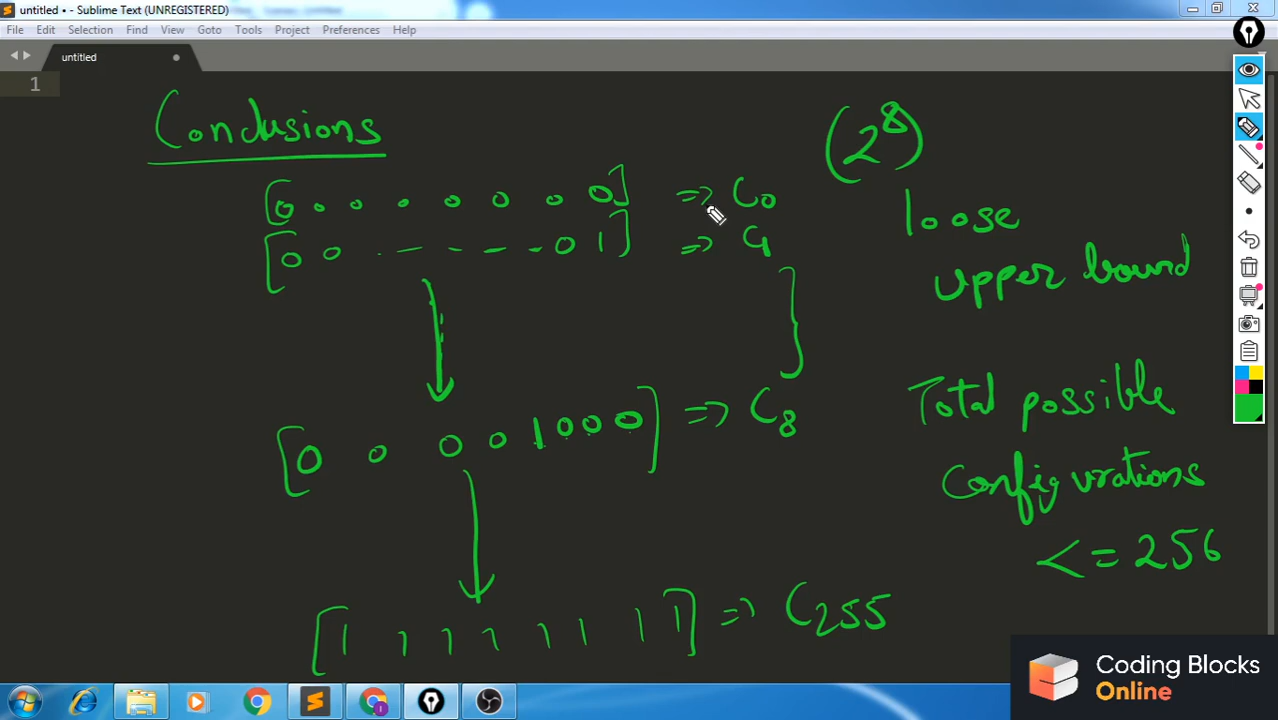 untitled • - Sublime Text (UNREGISTERED)
File Edit Selection Find View Goto Tools Project Preferences Help
untitled
1
Conclusions
(2^8)
[0 0 0 0 0 0 0 0] => C0
[0 0 . - - - - 0 1] => C1
loose
upper bound
[0 0 0 0 1 0 0 0] => C8
Total possible
Configurations
<= 256
[1 1 1 1 1 1 1 1] => C255
Coding Blocks
Online